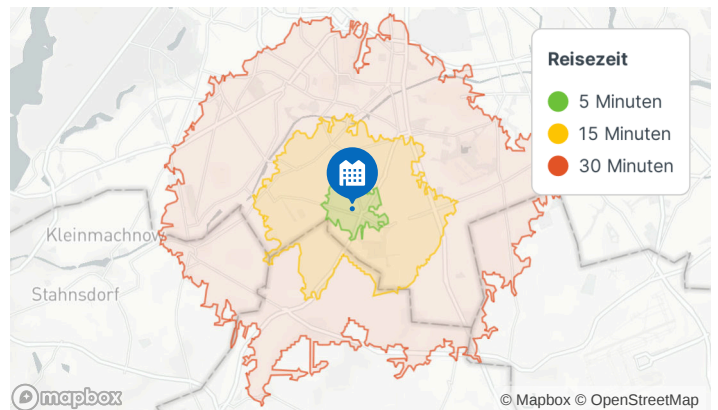 Reisezeit
5 Minuten
15 Minuten
30 Minuten
Kleinmachnow
Stahnsdorf
mapbox
© Mapbox © OpenStreetMap